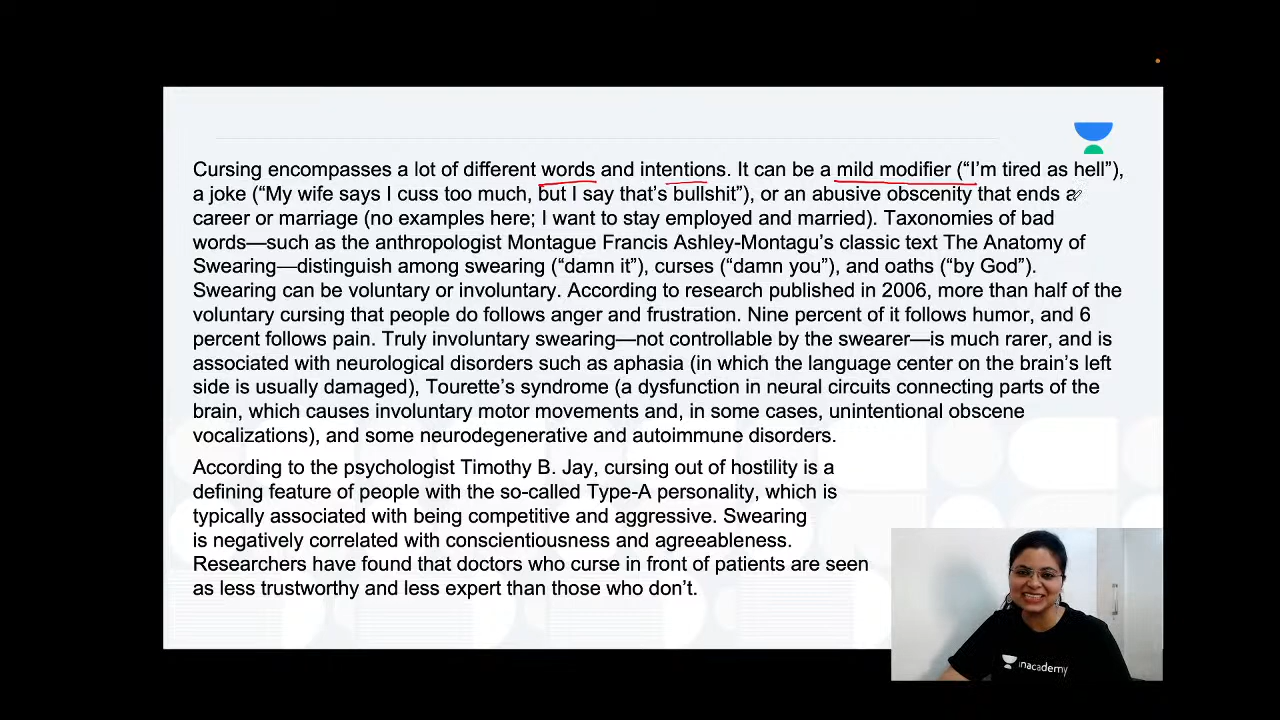 Cursing encompasses a lot of different words and intentions. It can be a mild modifier (“I’m tired as hell”),
a joke (“My wife says I cuss too much, but I say that’s bullshit”), or an abusive obscenity that ends a
career or marriage (no examples here; I want to stay employed and married). Taxonomies of bad
words—such as the anthropologist Montague Francis Ashley-Montagu’s classic text The Anatomy of
Swearing—distinguish among swearing (“damn it”), curses (“damn you”), and oaths (“by God”).
Swearing can be voluntary or involuntary. According to research published in 2006, more than half of the
voluntary cursing that people do follows anger and frustration. Nine percent of it follows humor, and 6
percent follows pain. Truly involuntary swearing—not controllable by the swearer—is much rarer, and is
associated with neurological disorders such as aphasia (in which the language center on the brain’s left
side is usually damaged), Tourette’s syndrome (a dysfunction in neural circuits connecting parts of the
brain, which causes involuntary motor movements and, in some cases, unintentional obscene
vocalizations), and some neurodegenerative and autoimmune disorders.
According to the psychologist Timothy B. Jay, cursing out of hostility is a
defining feature of people with the so-called Type-A personality, which is
typically associated with being competitive and aggressive. Swearing
is negatively correlated with conscientiousness and agreeableness.
Researchers have found that doctors who curse in front of patients are seen
as less trustworthy and less expert than those who don’t.
unacademy